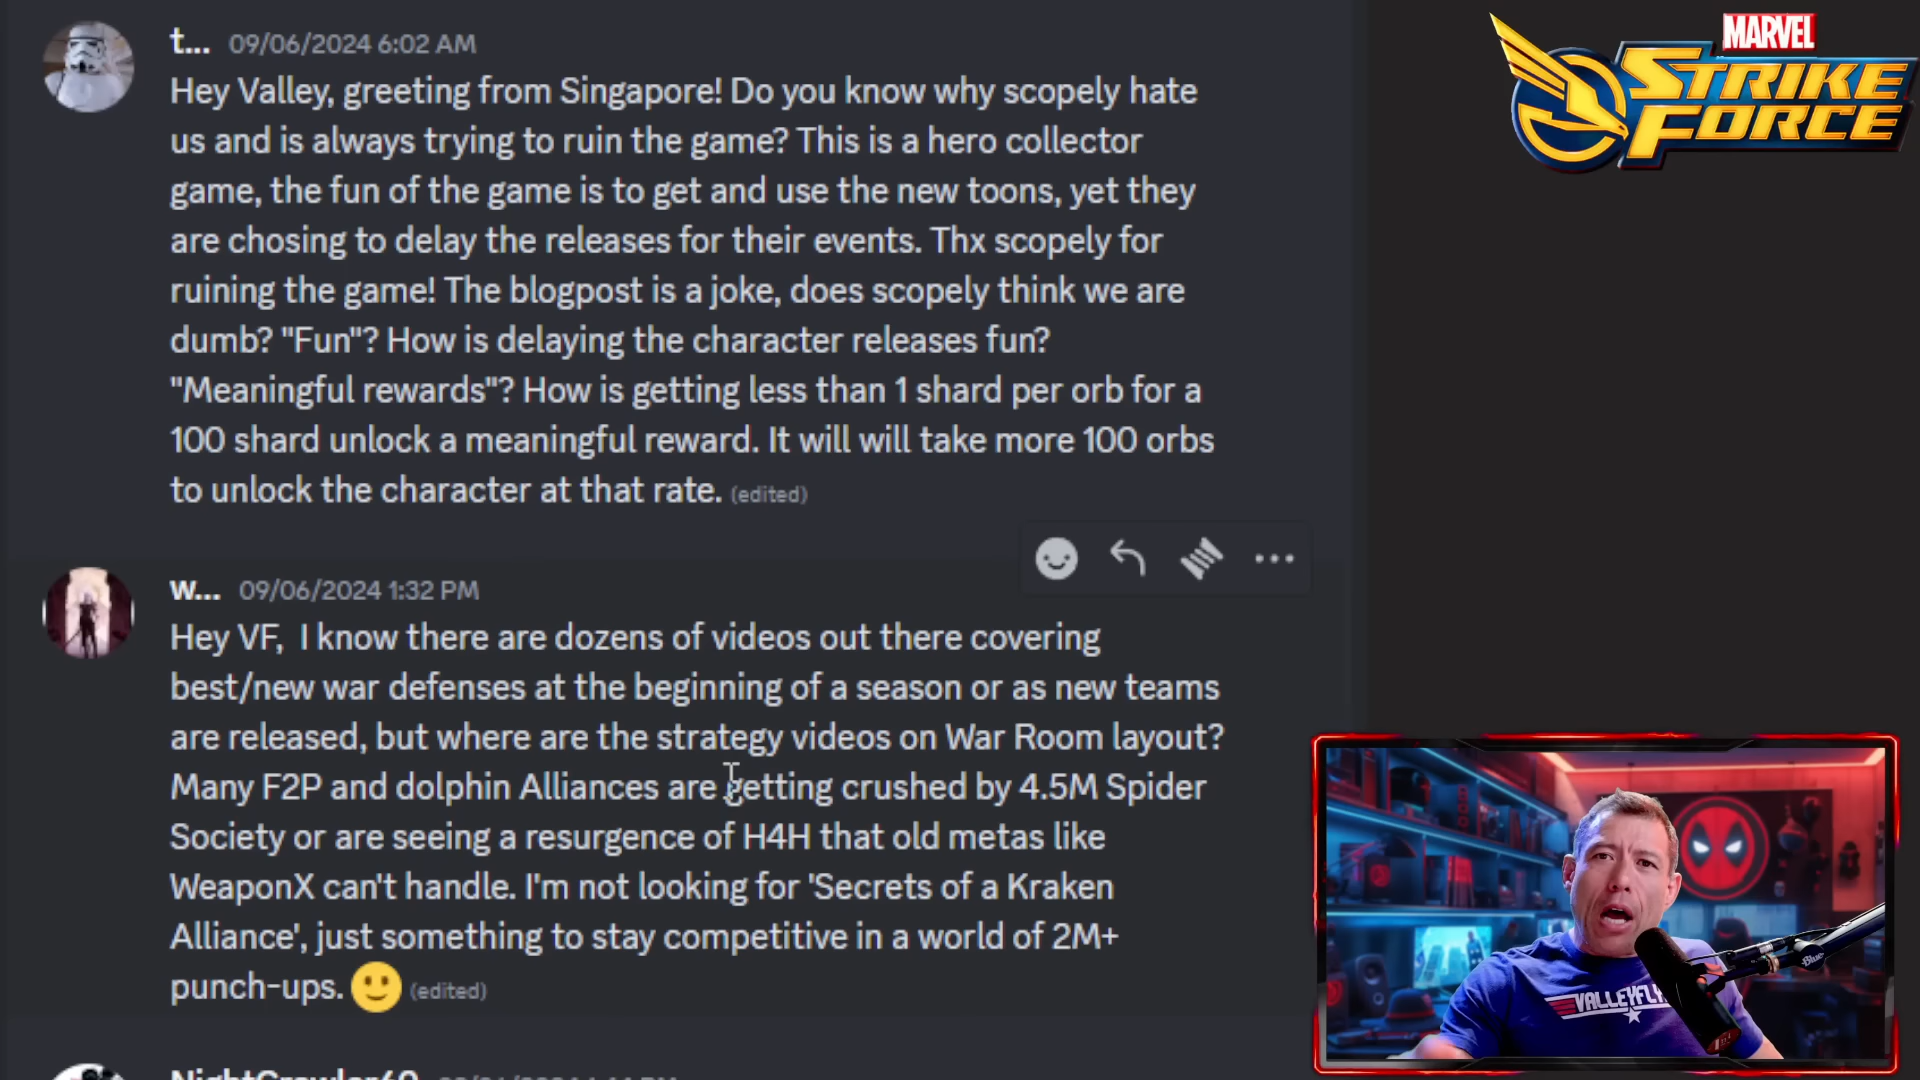 t... 09/06/2024 6:02 AM
Hey Valley, greeting from Singapore! Do you know why scopely hate
us and is always trying to ruin the game? This is a hero collector
game, the fun of the game is to get and use the new toons, yet they
are chosing to delay the releases for their events. Thx scopely for
ruining the game! The blogpost is a joke, does scopely think we are
dumb? "Fun"? How is delaying the character releases fun?
"Meaningful rewards"? How is getting less than 1 shard per orb for a
100 shard unlock a meaningful reward. It will will take more 100 orbs
to unlock the character at that rate. (edited)
w... 09/06/2024 1:32 PM
Hey VF, I know there are dozens of videos out there covering
best/new war defenses at the beginning of a season or as new teams
are released, but where are the strategy videos on War Room layout?
Many F2P and dolphin Alliances are getting crushed by 4.5M Spider
Society or are seeing a resurgence of H4H that old metas like
WeaponX can't handle. I'm not looking for 'Secrets of a Kraken
Alliance', just something to stay competitive in a world of 2M+
punch-ups. 🙂 (edited)
MARVEL
STRIKE
FORCE
Blue